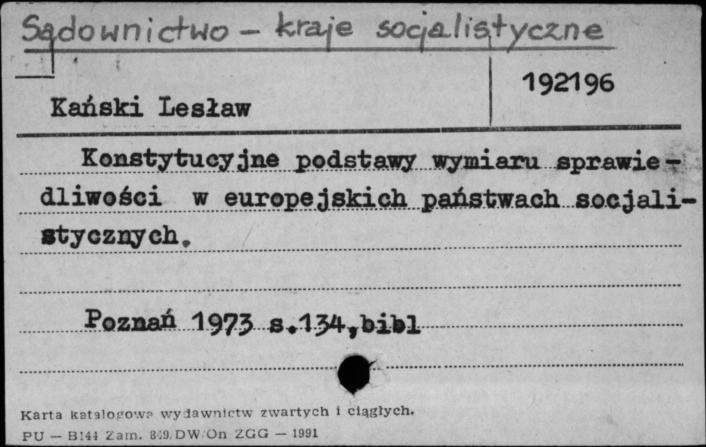 Sądownictwo – kraje socjalistyczne
192196
Kański Lesław
Konstytucyjne podstawy wymiaru sprawie-
dliwości w europejskich państwach socjali-
stycznych.
Poznań 1973 s.134,bibl
Karta katalogowa wydawnictw zwartych i ciągłych.
PU — B144 Zam. 849/DW/On ZGG — 1991